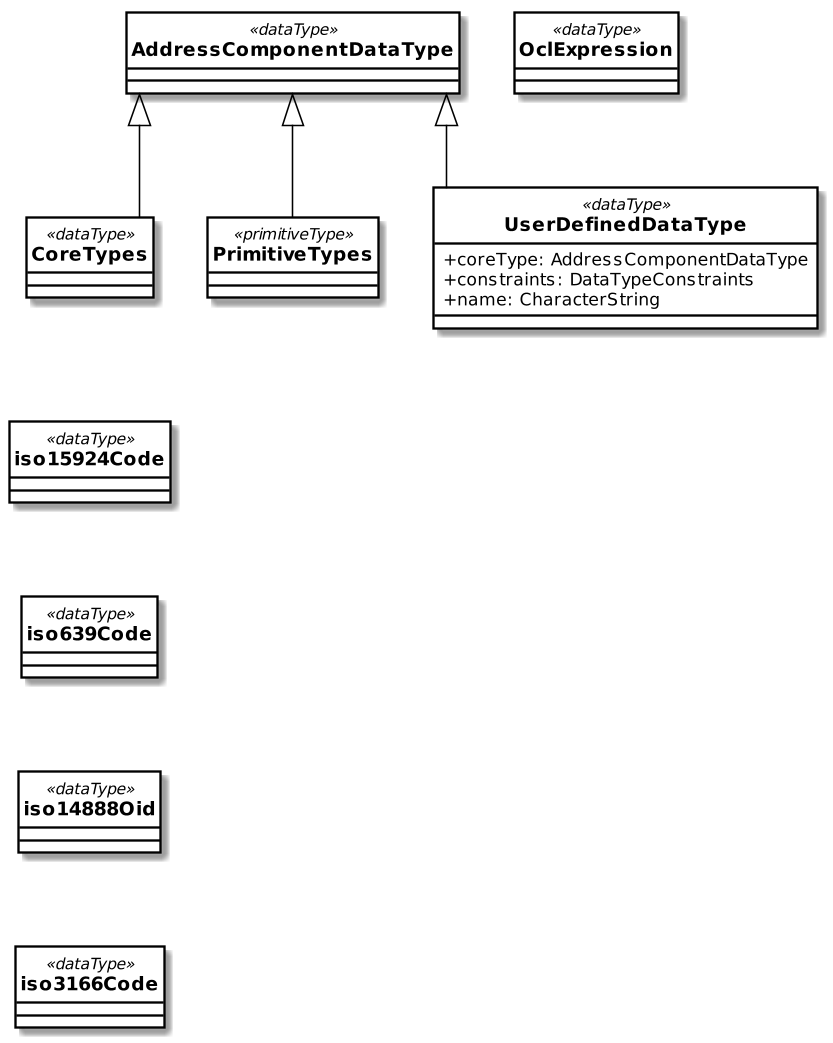 «dataType»
AddressComponentDataType
«dataType»
OclExpression
«dataType»
CoreTypes
«primitiveType»
PrimitiveTypes
«dataType»
UserDefinedDataType
+coreType: AddressComponentDataType
+constraints: DataTypeConstraints
+name: CharacterString
«dataType»
iso15924Code
«dataType»
iso639Code
«dataType»
iso14888Oid
«dataType»
iso3166Code